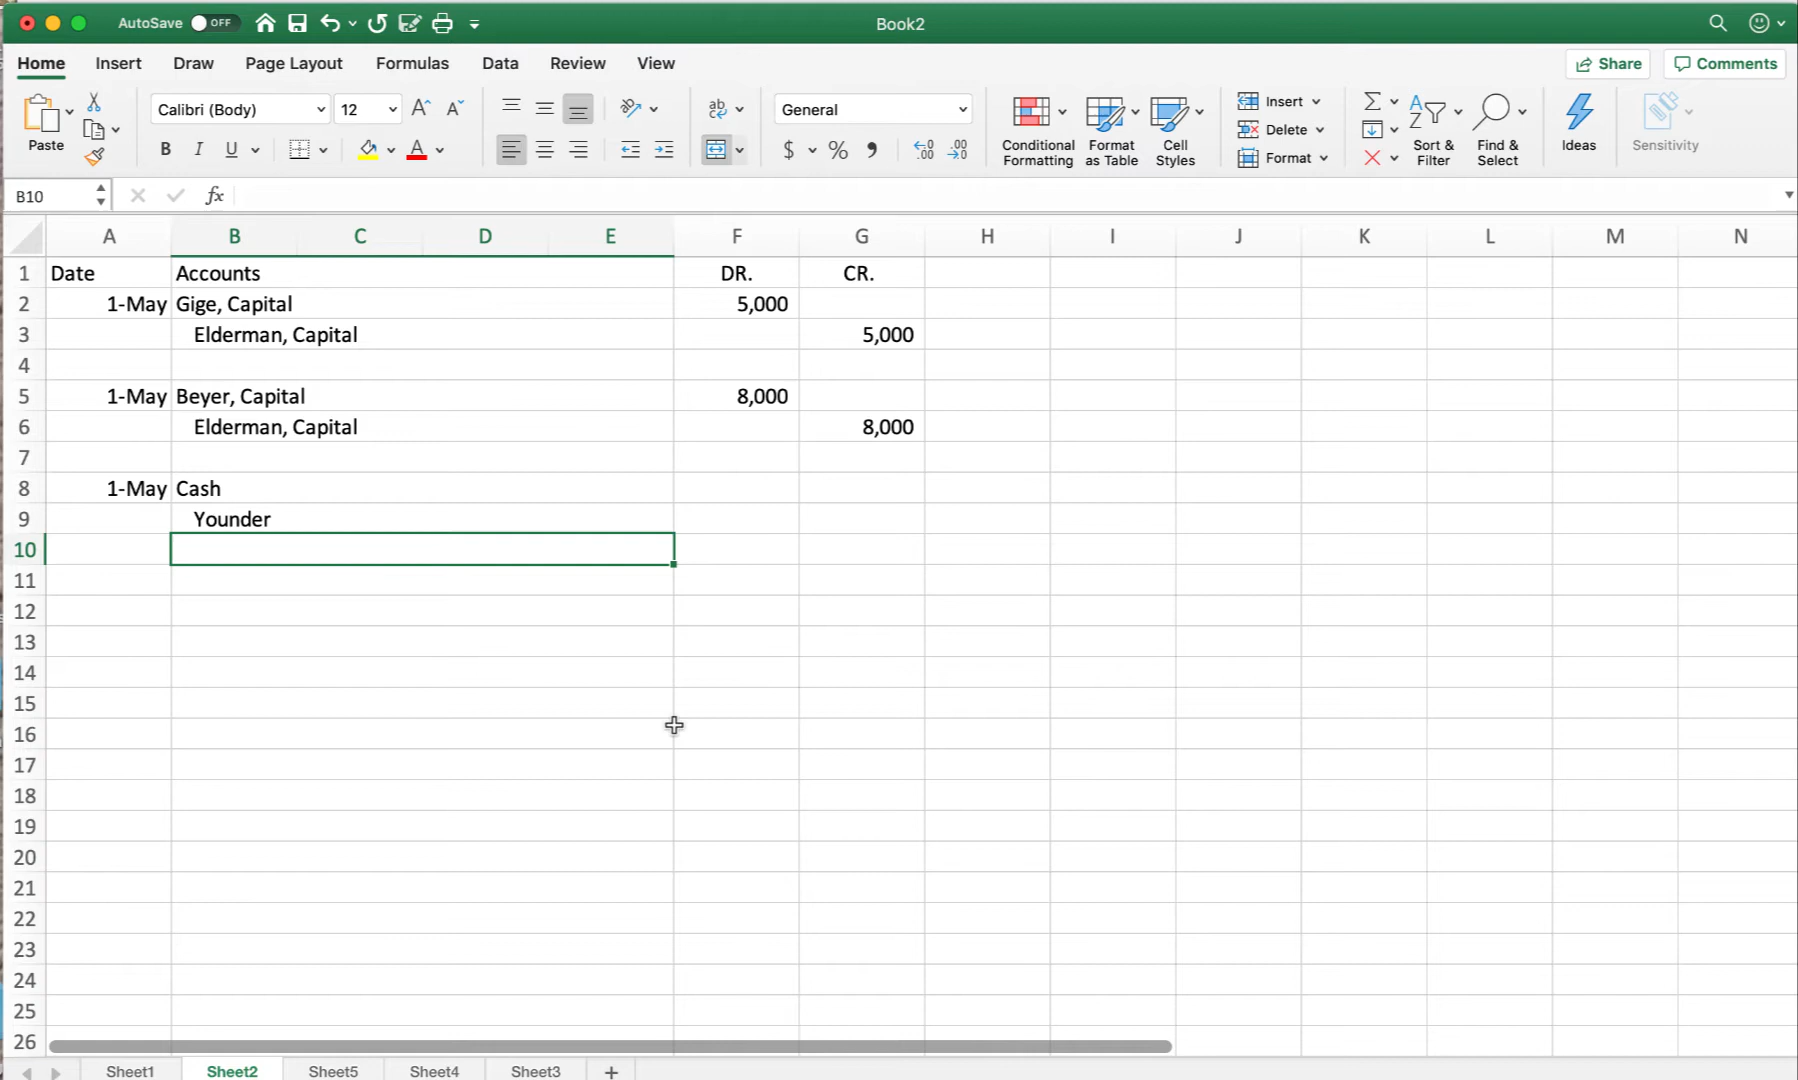 AutoSave OFF Book2
Home Insert Draw Page Layout Formulas Data Review View Share Comments
Paste Calibri (Body) 12 A A ab General Insert Σ A
Z
B I U A $ % Conditional Formatting Format as Table Cell Styles Delete Format Sort & Filter Find & Select Ideas Sensitivity
B10 fx
A B C D E F G H I J K L M N
1 Date Accounts DR. CR.
2 1-May Gige, Capital 5,000
3 Elderman, Capital 5,000
4
5 1-May Beyer, Capital 8,000
6 Elderman, Capital 8,000
7
8 1-May Cash
9 Younder
10
11
12
13
14
15
16
17
18
19
20
21
22
23
24
25
26
Sheet1 Sheet2 Sheet5 Sheet4 Sheet3 +